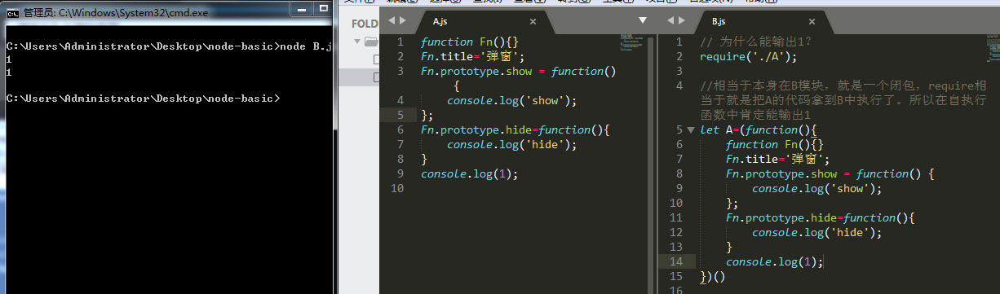 管理员: C:\Windows\System32\cmd.exe
C:\Users\Administrator\Desktop\node-basic>node B.j
1
1
C:\Users\Administrator\Desktop\node-basic>
FOLD
A.js
1 function Fn(){}
2 Fn.title='弹窗';
3 Fn.prototype.show = function()
{
4 console.log('show');
5 };
6 Fn.prototype.hide=function(){
7 console.log('hide');
8 }
9 console.log(1);
10
B.js
1 // 为什么能输出1?
2 require('./A');
3
4 //相当于本身在B模块，就是一个闭包，require相
当于就是把A的代码拿到B中执行了。所以在自执行
函数中肯定能输出1
5 let A=(function(){
6 function Fn(){}
7 Fn.title='弹窗';
8 Fn.prototype.show = function() {
9 console.log('show');
10 };
11 Fn.prototype.hide=function(){
12 console.log('hide');
13 }
14 console.log(1);
15 })()
16